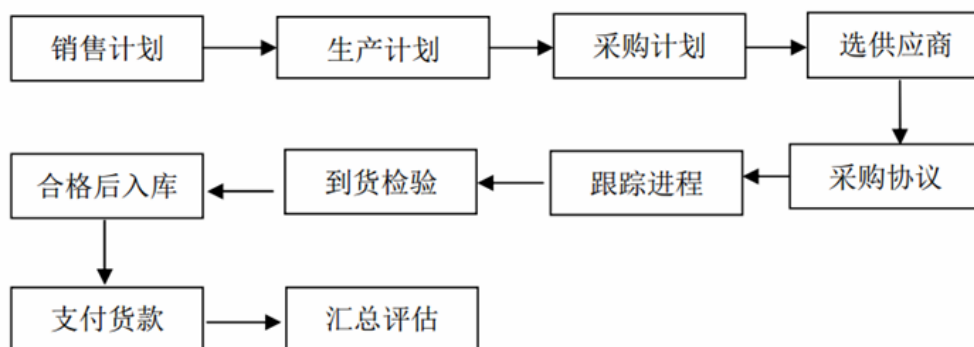 销售计划
生产计划
采购计划
选供应商
采购协议
跟踪进程
到货检验
合格后入库
支付货款
汇总评估